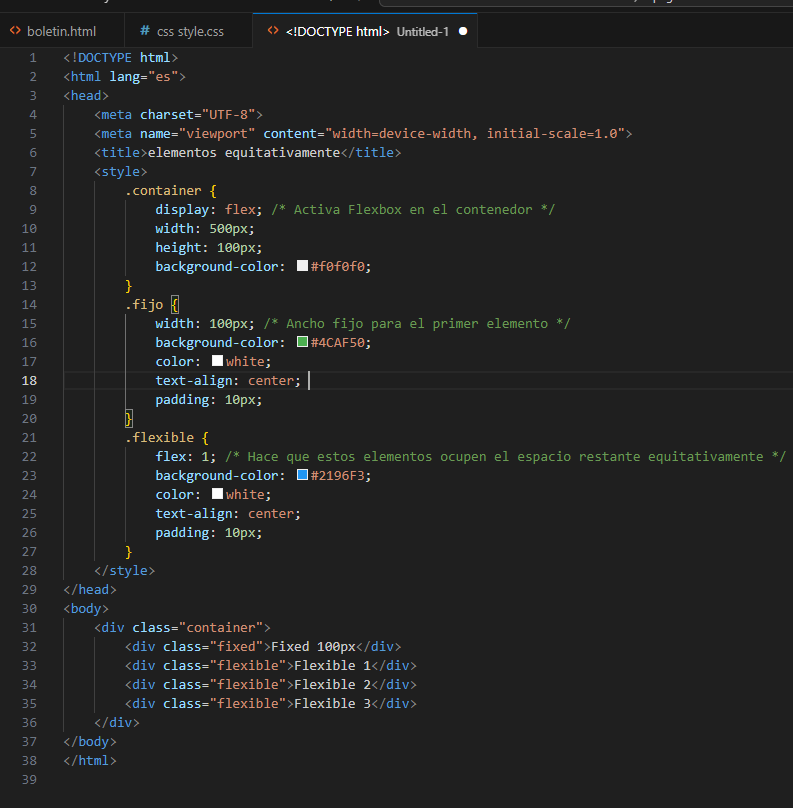 boletin.html # css style.css <!DOCTYPE html> Untitled-1
1 <!DOCTYPE html>
2 <html lang="es">
3 <head>
4 <meta charset="UTF-8">
5 <meta name="viewport" content="width=device-width, initial-scale=1.0">
6 <title>elementos equitativamente</title>
7 <style>
8 .container {
9 display: flex; /* Activa Flexbox en el contenedor */
10 width: 500px;
11 height: 100px;
12 background-color: #f0f0f0;
13 }
14 .fijo {
15 width: 100px; /* Ancho fijo para el primer elemento */
16 background-color: #4CAF50;
17 color: white;
18 text-align: center;
19 padding: 10px;
20 }
21 .flexible {
22 flex: 1; /* Hace que estos elementos ocupen el espacio restante equitativamente */
23 background-color: #2196F3;
24 color: white;
25 text-align: center;
26 padding: 10px;
27 }
28 </style>
29 </head>
30 <body>
31 <div class="container">
32 <div class="fixed">Fixed 100px</div>
33 <div class="flexible">Flexible 1</div>
34 <div class="flexible">Flexible 2</div>
35 <div class="flexible">Flexible 3</div>
36 </div>
37 </body>
38 </html>
39